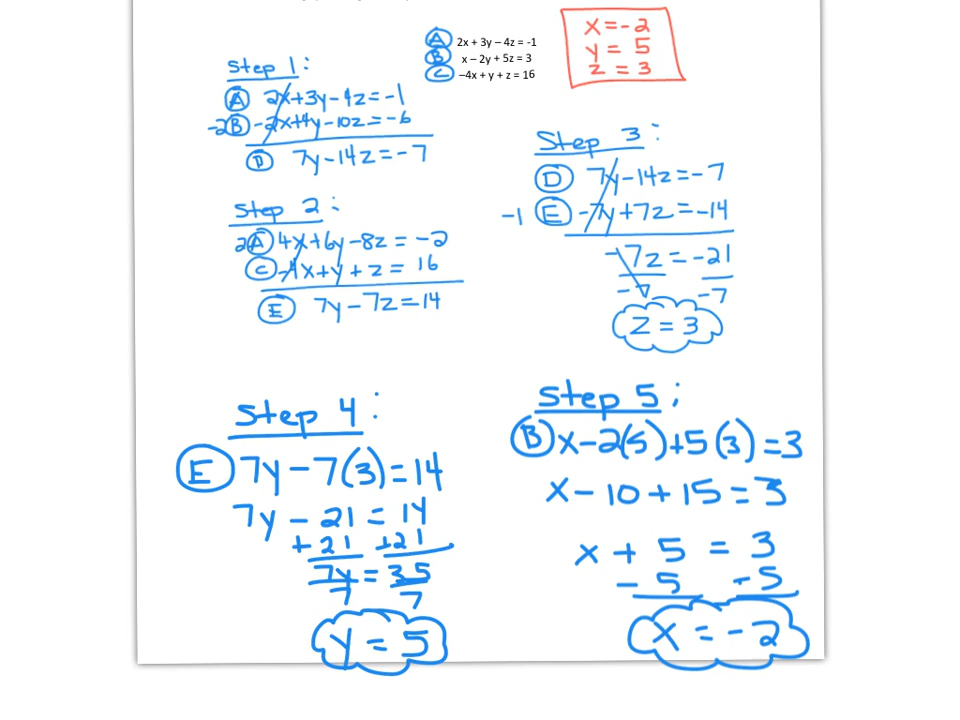 Ⓐ 2x + 3y – 4z = -1
Ⓑ x – 2y + 5z = 3
Ⓒ –4x + y + z = 16
x = -2
y = 5
z = 3
Step 1:
Ⓐ 2x+3y-4z=-1
-2Ⓑ -2x+4y-10z=-6
Ⓓ 7y-14z=-7
Step 2:
2Ⓐ 4x+6y-8z=-2
Ⓒ -4x+y+z=16
Ⓔ 7y-7z=14
Step 3:
Ⓓ 7y-14z=-7
-1 Ⓔ -7y+7z=-14
-7z=-21
-7 -7
z=3
Step 4:
Ⓔ 7y-7(3)=14
7y-21=14
+21 +21
7y=35
7 7
y=5
Step 5:
Ⓑ x-2(5)+5(3)=3
x-10+15=3
x+5=3
-5 -5
x=-2